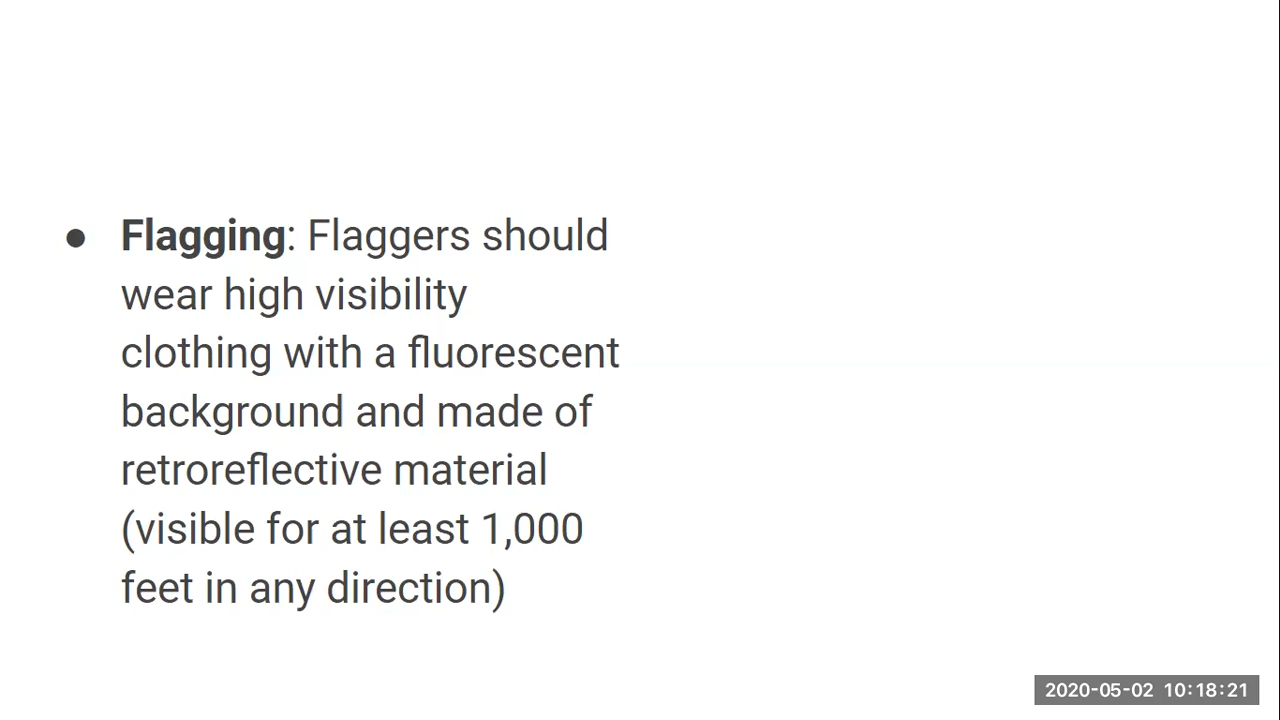 ● Flagging: Flaggers should
wear high visibility
clothing with a fluorescent
background and made of
retroreflective material
(visible for at least 1,000
feet in any direction)
2020-05-02 10:18:21